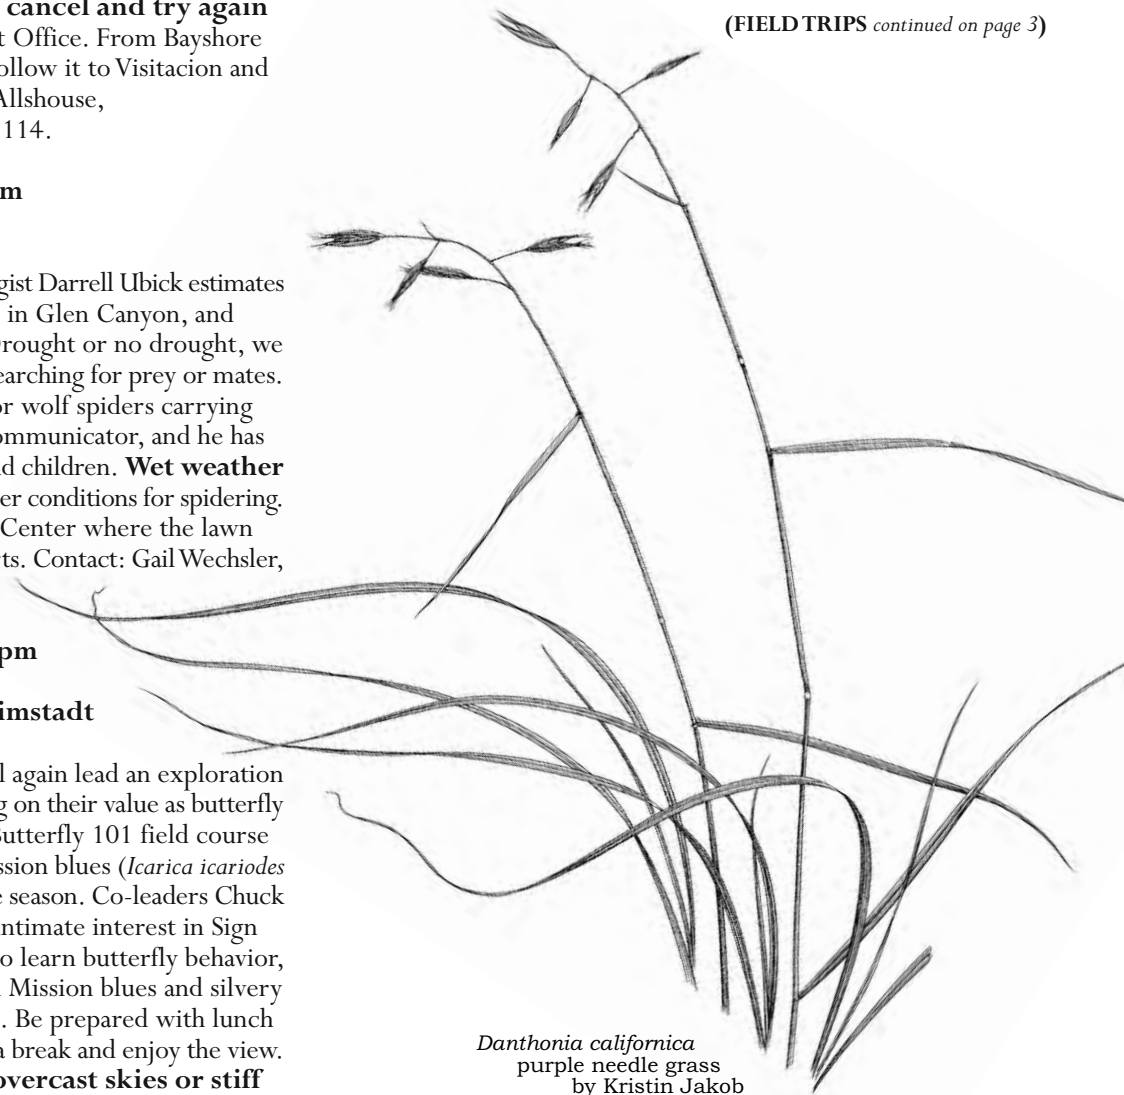 cancel and try again
t Office. From Bayshore
ollow it to Visitacion and
Allshouse,
114.
m
gist Darrell Ubick estimates
in Glen Canyon, and
Drought or no drought, we
earching for prey or mates.
or wolf spiders carrying
ommunicator, and he has
d children. Wet weather
er conditions for spidering.
Center where the lawn
ts. Contact: Gail Wechsler,
pm
imstadt
l again lead an exploration
g on their value as butterfly
Butterfly 101 field course
ssion blues (Icarica icariodes
e season. Co-leaders Chuck
intimate interest in Sign
o learn butterfly behavior,
Mission blues and silvery
. Be prepared with lunch
a break and enjoy the view.
overcast skies or stiff
(FIELD TRIPS continued on page 3)
Danthonia californica
purple needle grass
by Kristin Jakob